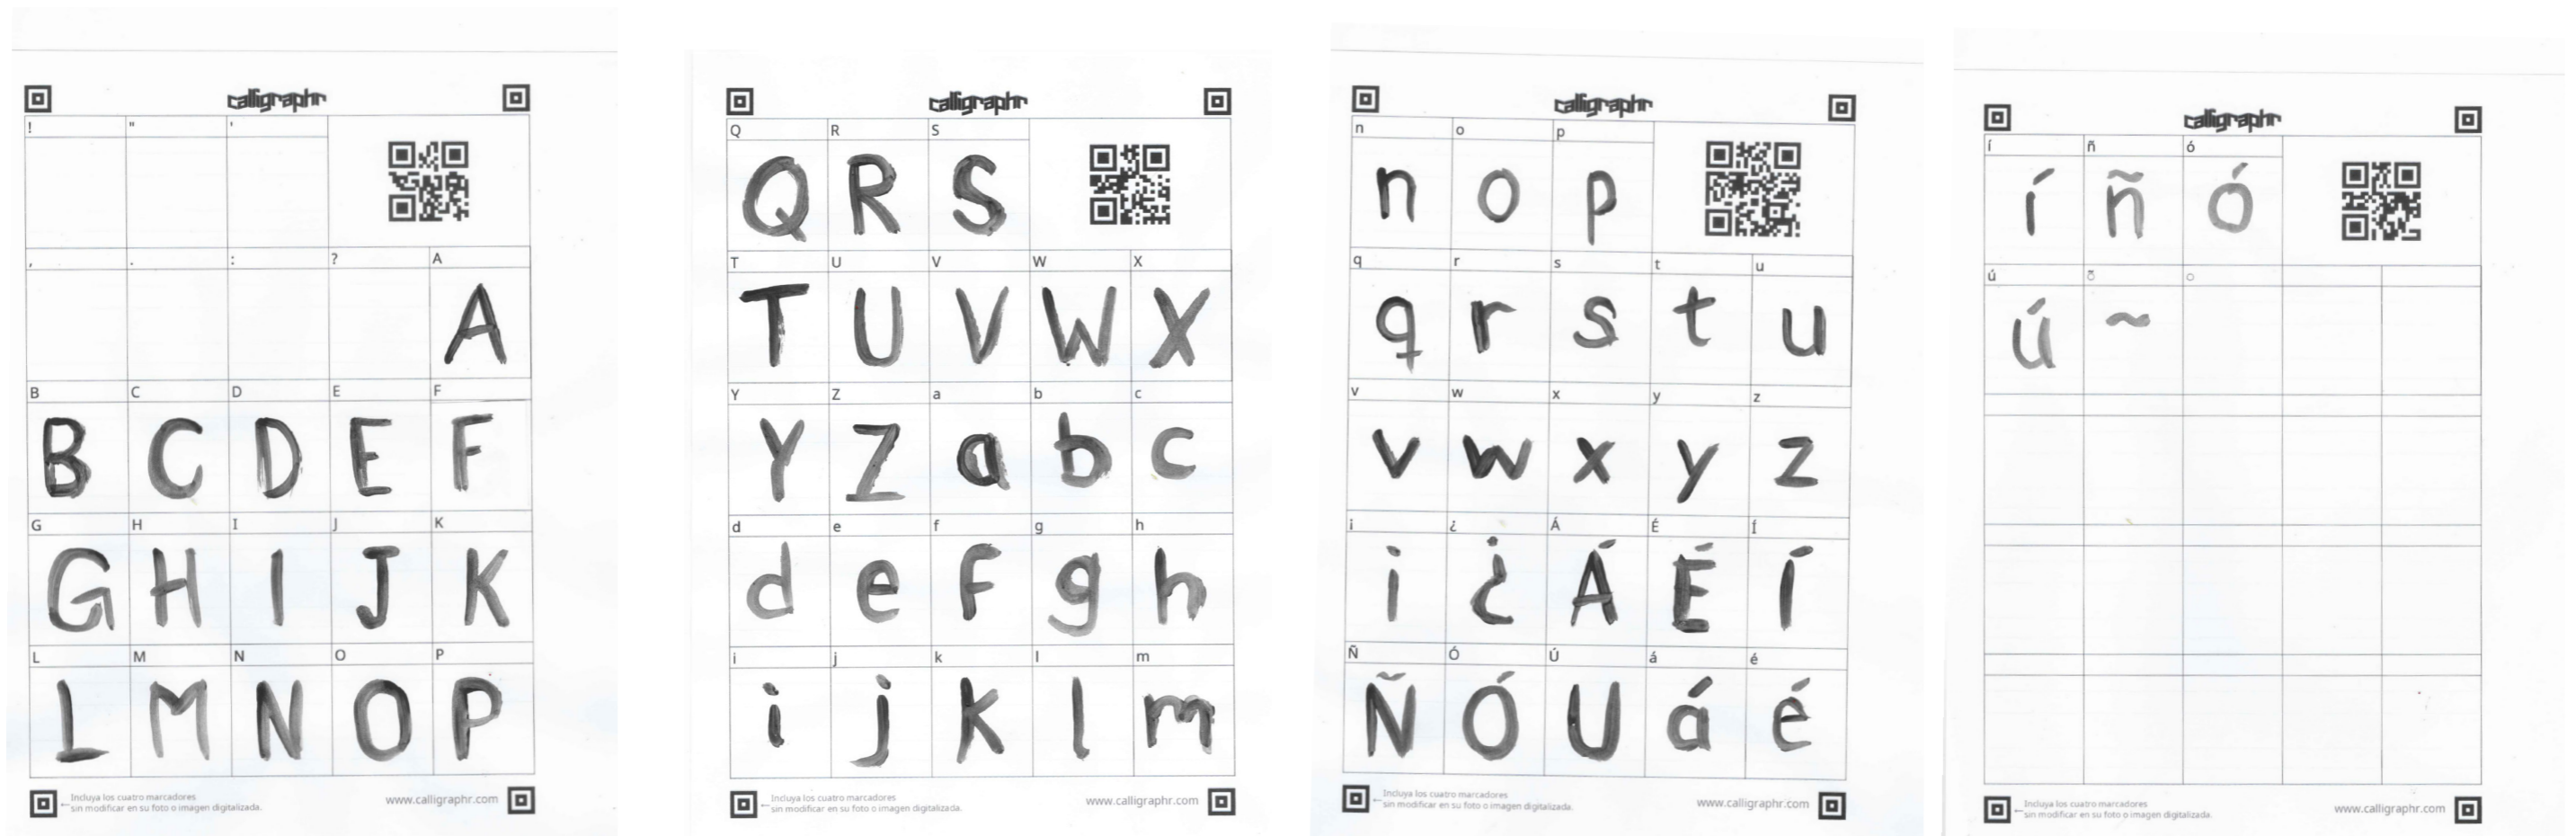 calligraphr
! " '
, . : ? A
A
B C D E F
B C D E F
G H I J K
G H I J K
L M N O P
L M N O P
←Incluya los cuatro marcadores
sin modificar en su foto o imagen digitalizada.
www.calligraphr.com
calligraphr
Q R S
Q R S
T U V W X
T U V W X
Y Z a b c
Y Z a b c
d e f g h
d e f g h
i j k l m
i j k l m
←Incluya los cuatro marcadores
sin modificar en su foto o imagen digitalizada.
www.calligraphr.com
calligraphr
n o p
n o p
q r s t u
q r s t u
v w x y z
v w x y z
¡ ¿ Á É Í
¡ ¿ Á É Í
Ñ Ó Ú á é
Ñ Ó U á é
←Incluya los cuatro marcadores
sin modificar en su foto o imagen digitalizada.
www.calligraphr.com
calligraphr
í ñ ó
í ñ ó
ú
ú ~
←Incluya los cuatro marcadores
sin modificar en su foto o imagen digitalizada.
www.calligraphr.com